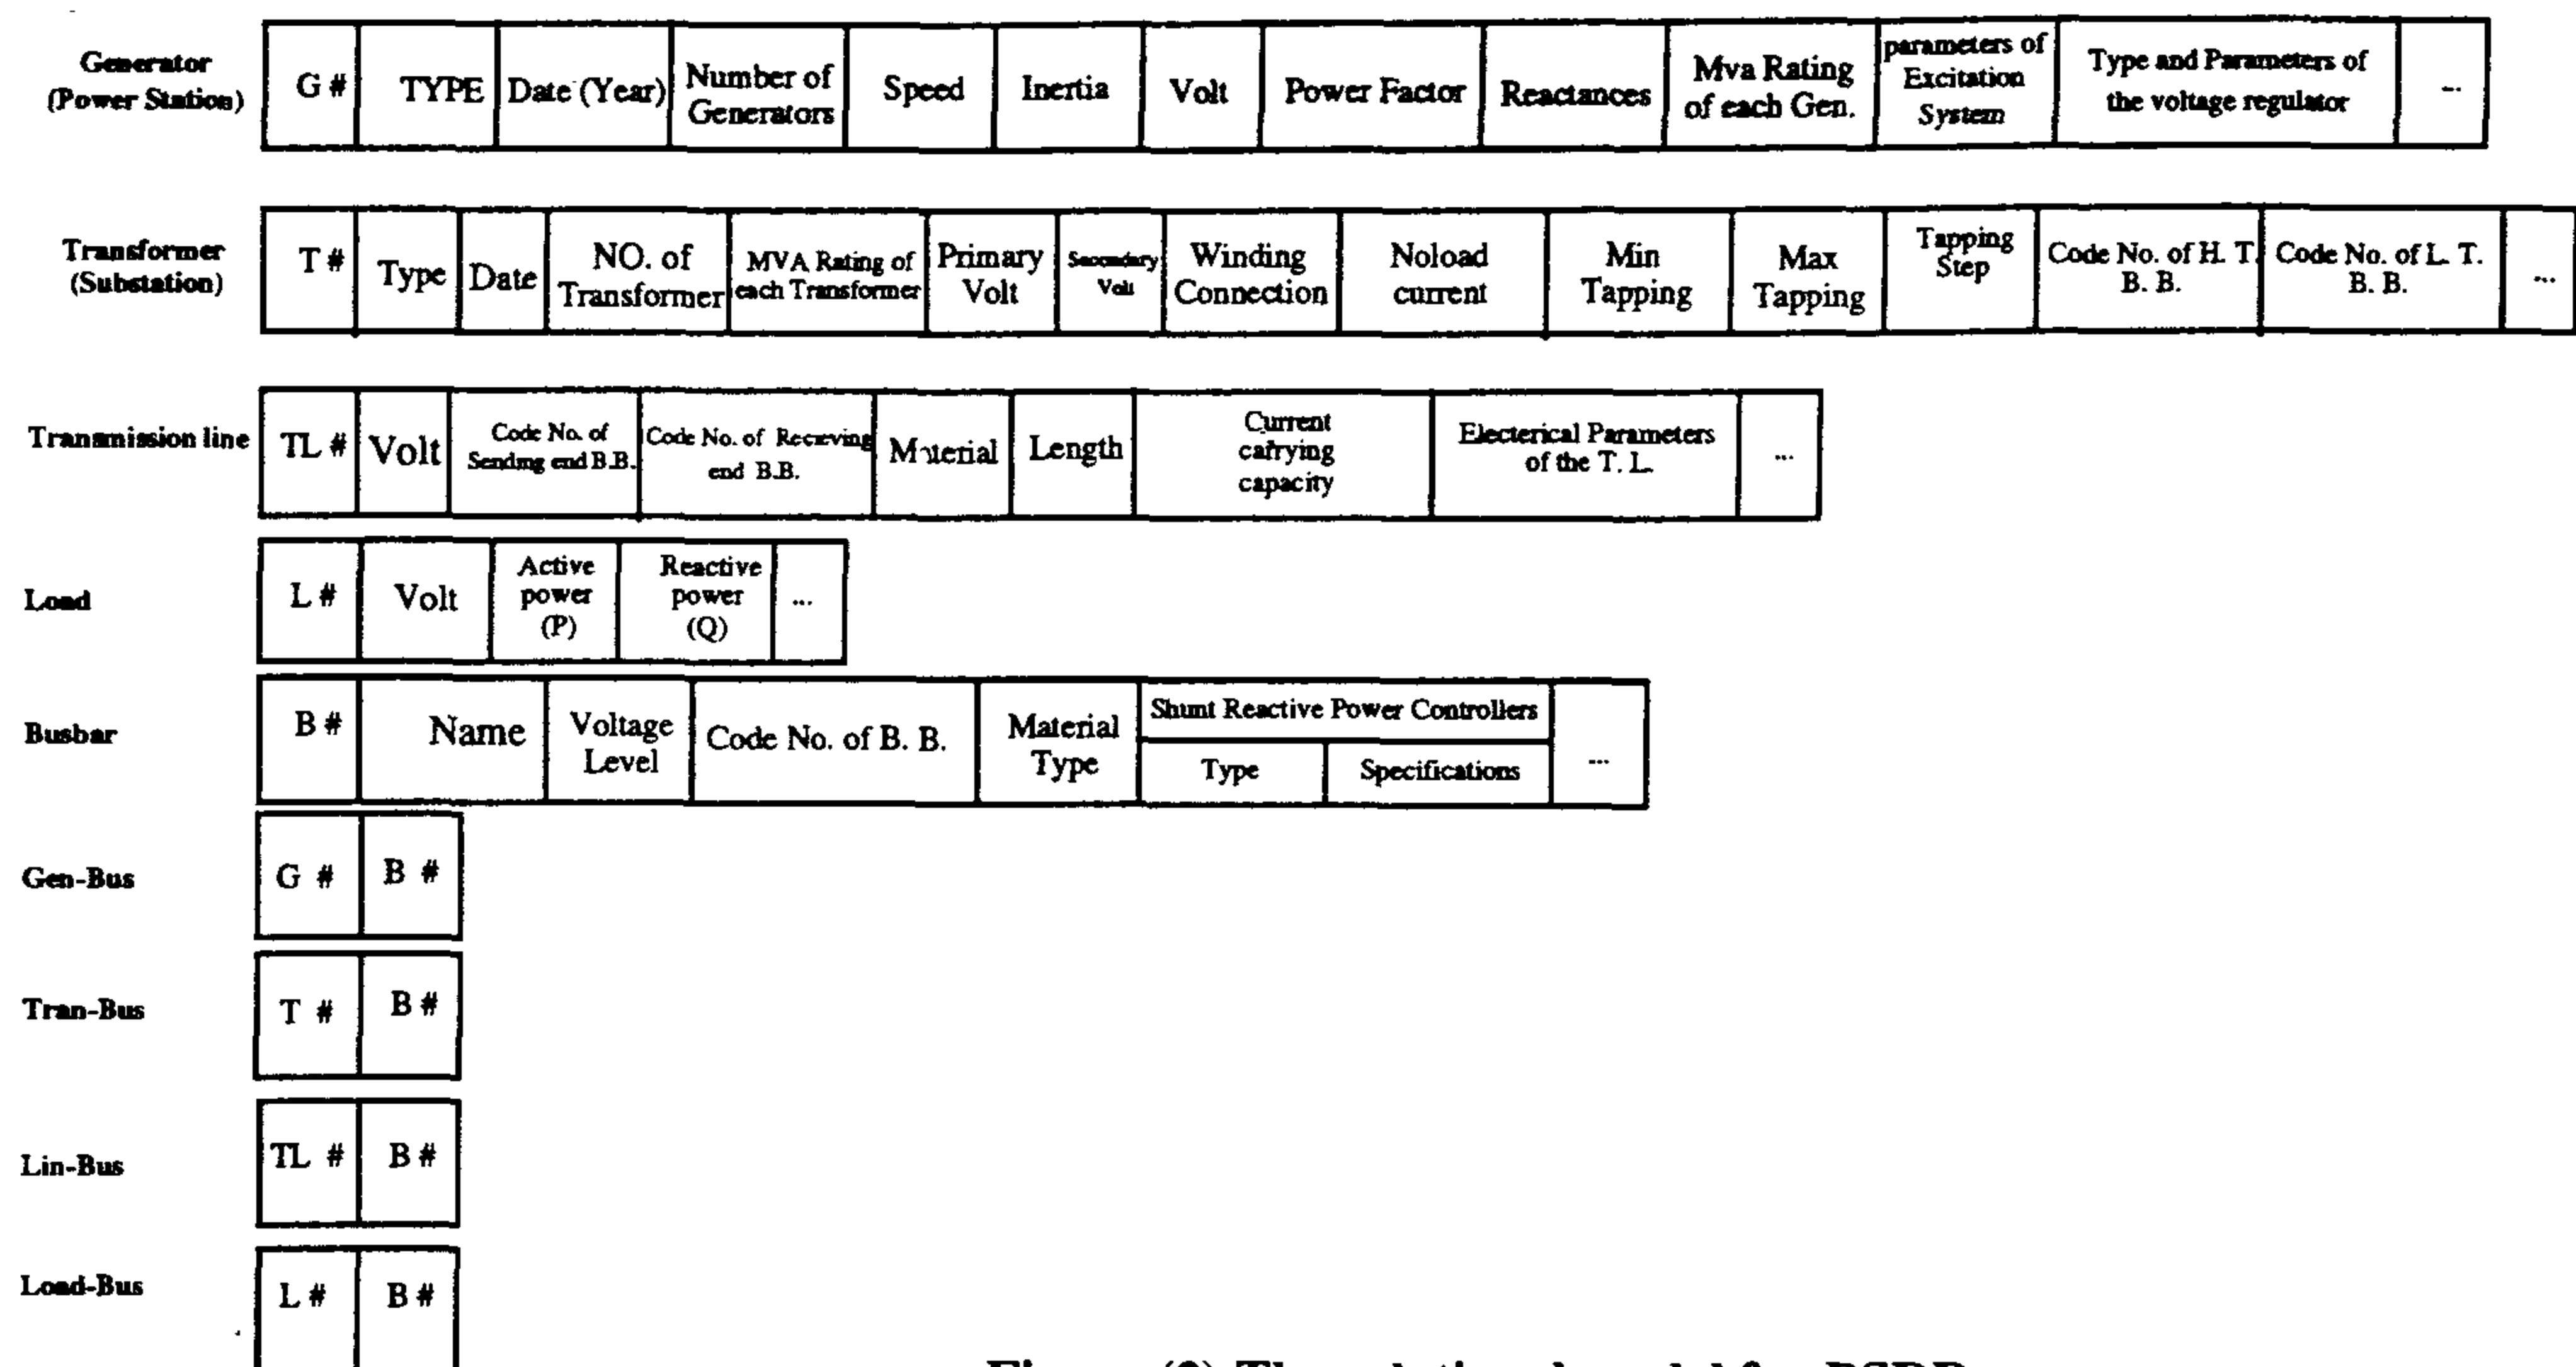 Generator
(Power Station)
G #
TYPE
Date (Year)
Number of
Generators
Speed
Inertia
Volt
Power Factor
Reactances
Mva Rating
of each Gen.
parameters of
Excitation
System
Type and Parameters of
the voltage regulator
...
Transformer
(Substation)
T #
Type
Date
NO. of
Transformer
MVA Rating of
each Transformer
Primary
Volt
Secondary
Volt
Winding
Connection
Noload
current
Min
Tapping
Max
Tapping
Tapping
Step
Code No. of H. T.
B. B.
Code No. of L. T.
B. B.
...
Transmission line
TL #
Volt
Code No. of
Sending end B.B.
Code No. of Recieving
end B.B.
Material
Length
Current
carrying
capacity
Electerical Parameters
of the T. L.
...
Load
L #
Volt
Active
power
(P)
Reactive
power
(Q)
...
Busbar
B #
Name
Voltage
Level
Code No. of B. B.
Material
Type
Shunt Reactive Power Controllers
Type
Specifications
...
Gen-Bus
G #
B #
Tran-Bus
T #
B #
Lin-Bus
TL #
B #
Load-Bus
L #
B #